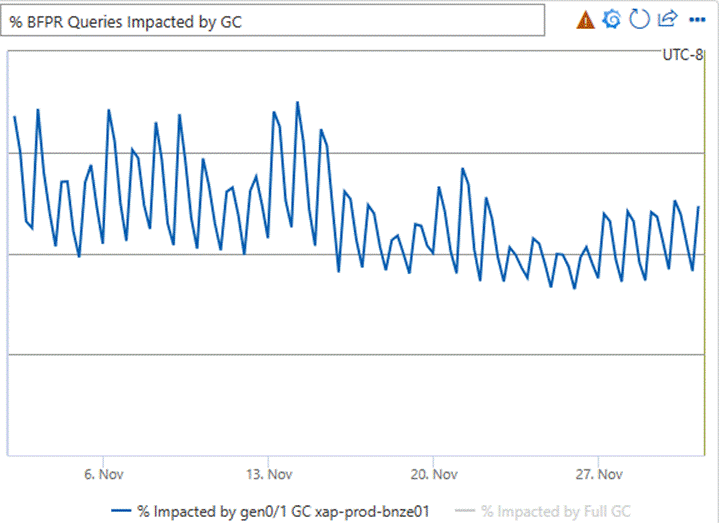 % BFPR Queries Impacted by GC
UTC-8
6. Nov
13. Nov
20. Nov
27. Nov
% Impacted by gen0/1 GC xap-prod-bnze01
% Impacted by Full GC